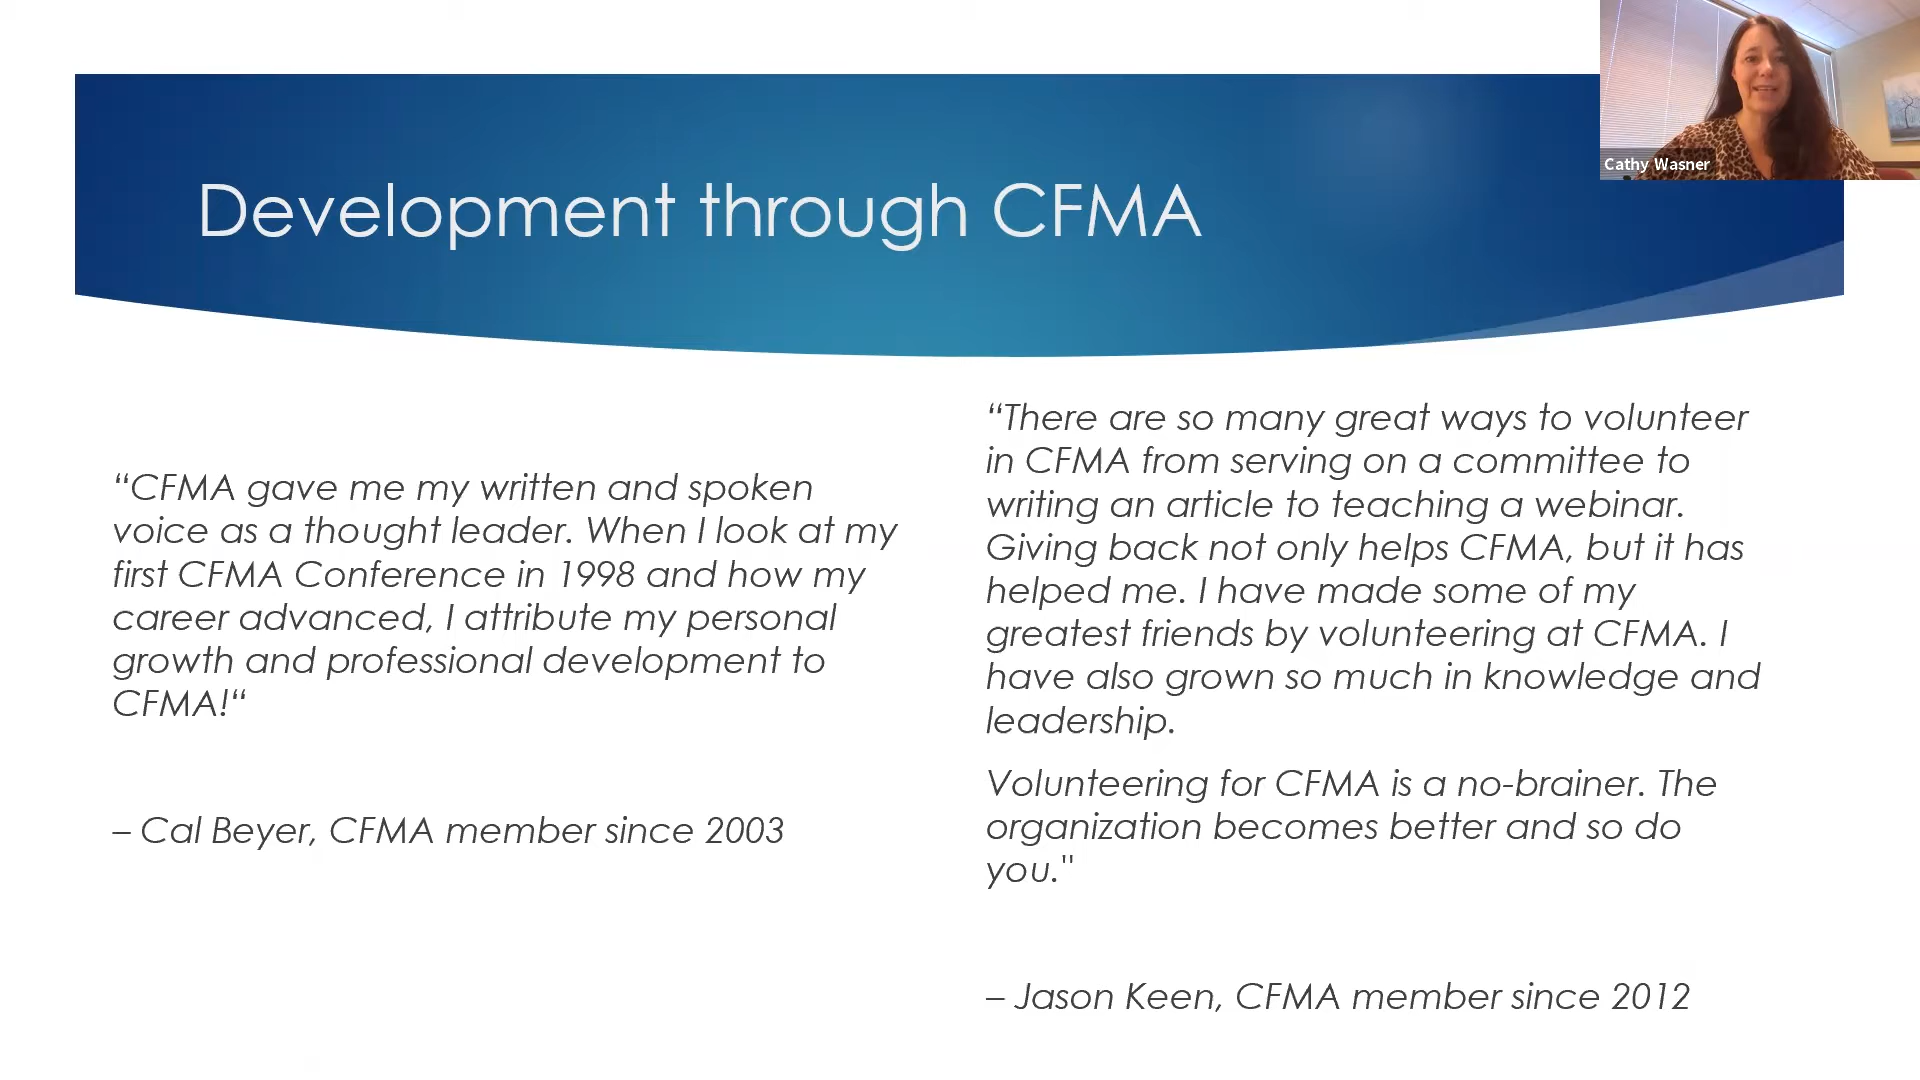 Cathy Wasner
Development through CFMA
“CFMA gave me my written and spoken
voice as a thought leader. When I look at my
first CFMA Conference in 1998 and how my
career advanced, I attribute my personal
growth and professional development to
CFMA!“
– Cal Beyer, CFMA member since 2003
“There are so many great ways to volunteer
in CFMA from serving on a committee to
writing an article to teaching a webinar.
Giving back not only helps CFMA, but it has
helped me. I have made some of my
greatest friends by volunteering at CFMA. I
have also grown so much in knowledge and
leadership.
Volunteering for CFMA is a no-brainer. The
organization becomes better and so do
you."
– Jason Keen, CFMA member since 2012